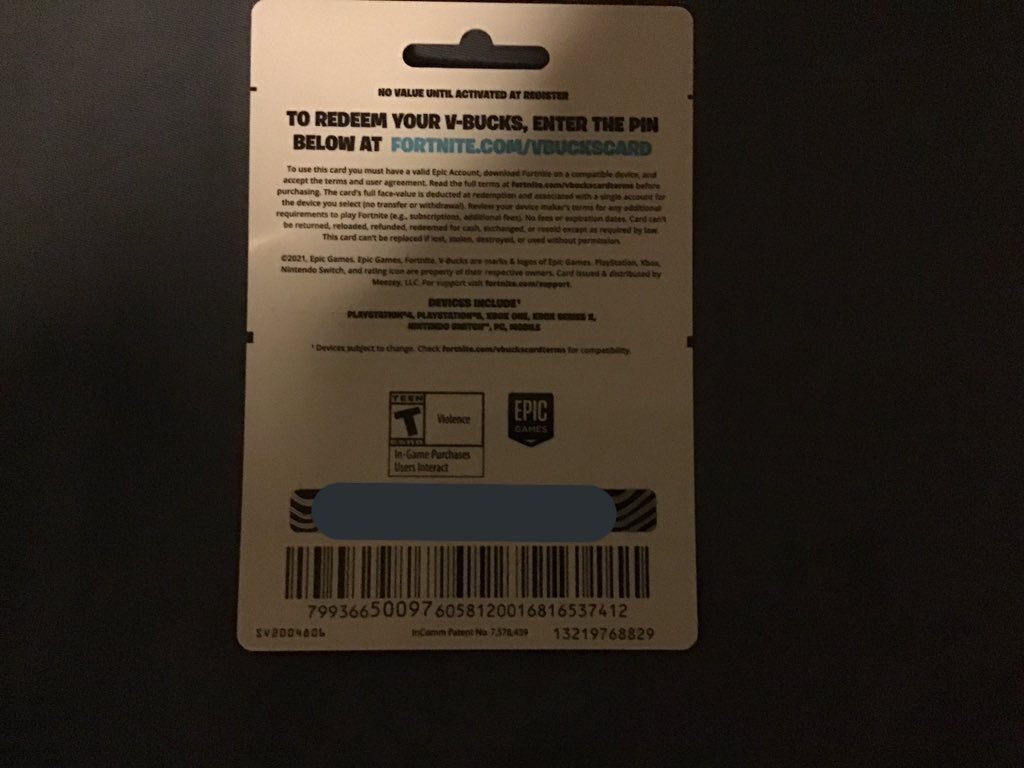 NO VALUE UNTIL ACTIVATED AT REGISTER
TO REDEEM YOUR V-BUCKS, ENTER THE PIN
BELOW AT FORTNITE.COM/VBUCKSCARD
To use this card you must have a valid Epic Account, download Fortnite on a compatible device, and
accept the terms and user agreement. Read the full terms at fortnite.com/vbuckscardterms before
purchasing. The card's full face-value is deducted at redemption and associated with a single account for
the device you select (no transfer or withdrawal). Review your device maker's terms for any additional
requirements to play Fortnite (e.g., subscriptions, additional fees). No fees or expiration dates. Card can't
be returned, reloaded, refunded, redeemed for cash, exchanged, or resold except as required by law.
This card can't be replaced if lost, stolen, destroyed, or used without permission.
©2021, Epic Games. Epic Games, Fortnite, V-Bucks are marks & logos of Epic Games. PlayStation, Xbox,
Nintendo Switch, and rating icon are property of their respective owners. Card issued & distributed by
Meezey, LLC. For support visit fortnite.com/support.
DEVICES INCLUDE¹
PLAYSTATION®4, PLAYSTATION®5, XBOX ONE, XBOX SERIES X,
NINTENDO SWITCH™, PC, MOBILE
¹ Devices subject to change. Check fortnite.com/vbuckscardterms for compatibility.
TEEN
T
ESRB
Violence
In-Game Purchases
Users Interact
EPIC
GAMES
799366500976058120016816537412
SV2004806
InComm Patent No. 7,578,439
13219768829